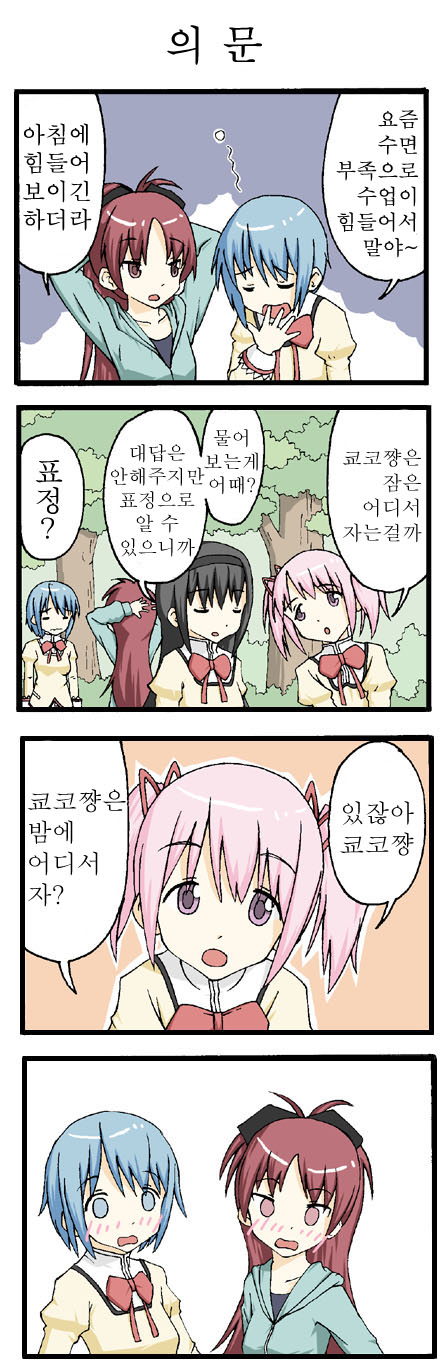 의 문
요즘
수면
부족으로
수업이
힘들어서
말야~
아침에
힘들어
보이긴
하더라
쿄코쨩은
잠은
어디서
자는걸까
물어
보는게
어때?
대답은
안해주지만
표정으로
알 수
있으니까
표
정?
있잖아
쿄코쨩
쿄코쨩은
밤에
어디서
자?